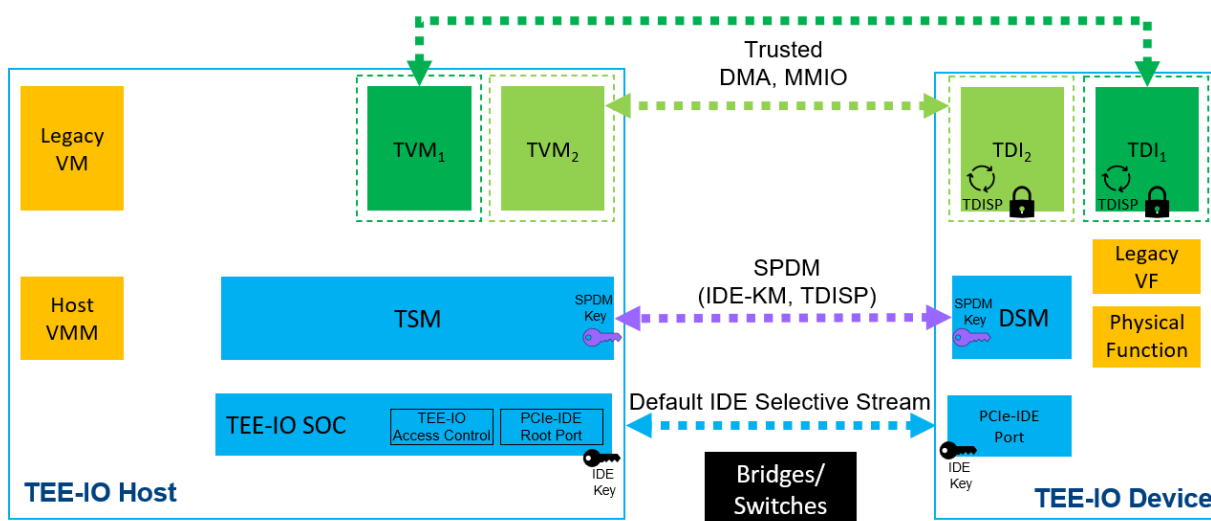 Trusted
DMA, MMIO
Legacy
VM
TVM₁
TVM₂
TDI₂
TDISP
TDI₁
TDISP
Legacy
VF
Host
VMM
TSM
SPDM
Key
SPDM
(IDE-KM, TDISP)
SPDM
Key
DSM
Physical
Function
TEE-IO SOC
TEE-IO
Access Control
PCIe-IDE
Root Port
IDE
Key
Default IDE Selective Stream
PCIe-IDE
Port
IDE
Key
Bridges/
Switches
TEE-IO Host
TEE-IO Device